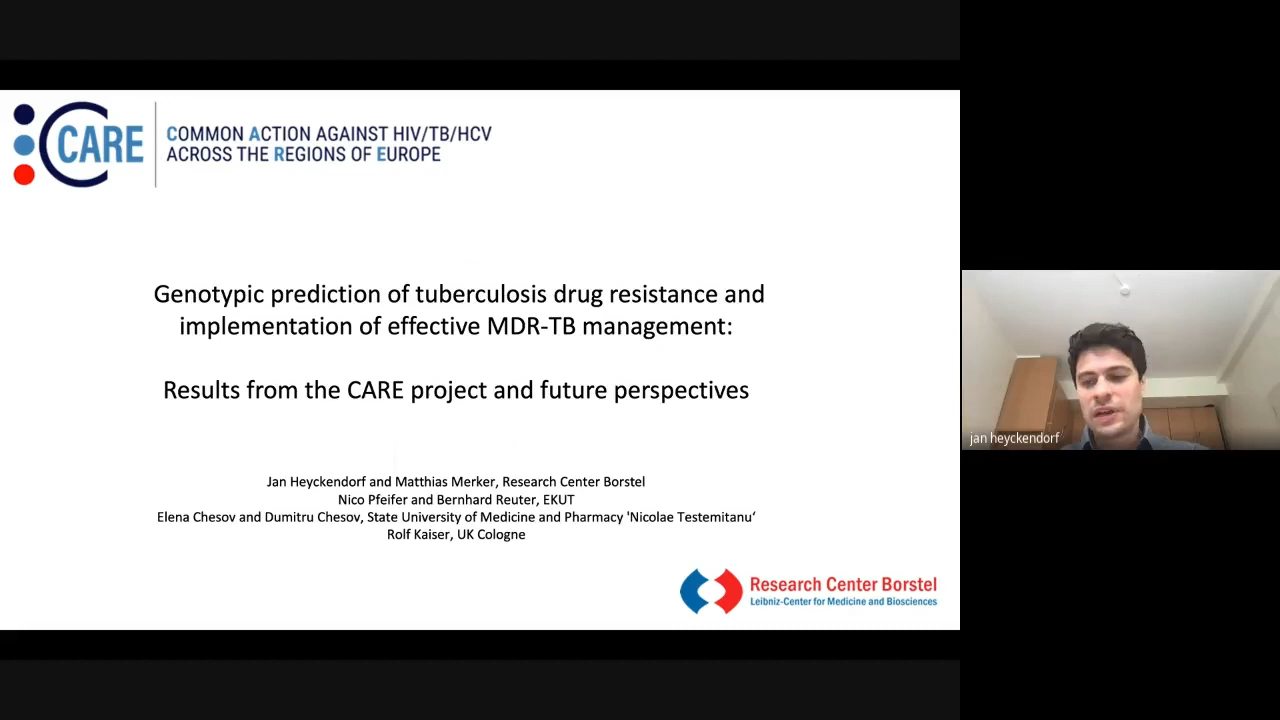 CARE
COMMON ACTION AGAINST HIV/TB/HCV
ACROSS THE REGIONS OF EUROPE
Genotypic prediction of tuberculosis drug resistance and
implementation of effective MDR-TB management:
Results from the CARE project and future perspectives
Jan Heyckendorf and Matthias Merker, Research Center Borstel
Nico Pfeifer and Bernhard Reuter, EKUT
Elena Chesov and Dumitru Chesov, State University of Medicine and Pharmacy 'Nicolae Testemitanu‘
Rolf Kaiser, UK Cologne
Research Center Borstel
Leibniz-Center for Medicine and Biosciences
jan heyckendorf